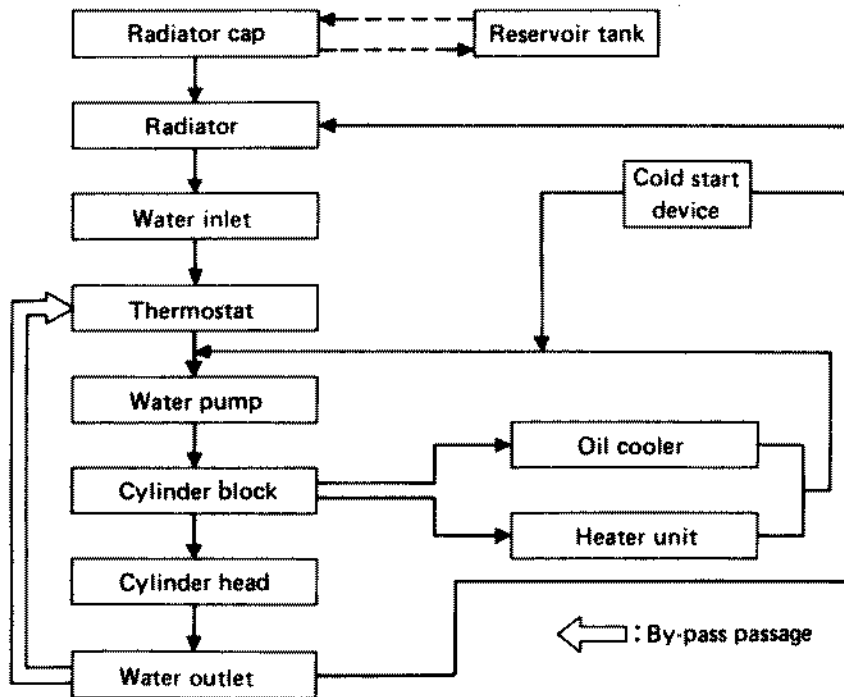 Radiator cap
Reservoir tank
Radiator
Cold start
device
Water inlet
Thermostat
Water pump
Oil cooler
Cylinder block
Heater unit
Cylinder head
: By-pass passage
Water outlet